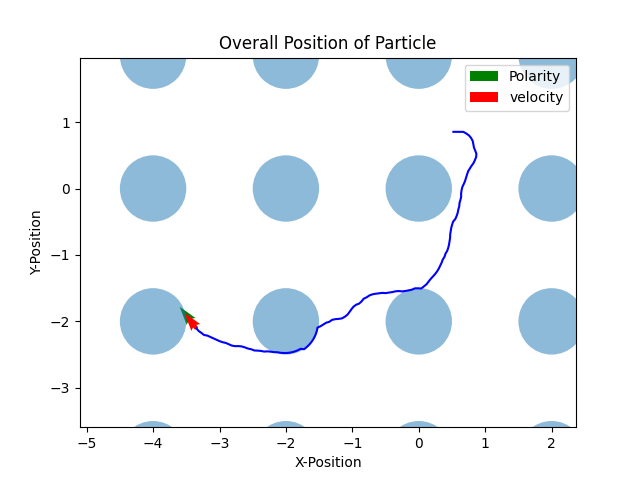 Overall Position of Particle
Polarity
velocity
1
0
−1
−2
−3
Y-Position
−5 −4 −3 −2 −1 0 1 2
X-Position